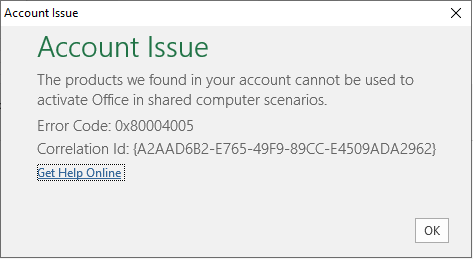 Account Issue
Account Issue
The products we found in your account cannot be used to
activate Office in shared computer scenarios.
Error Code: 0x80004005
Correlation Id: {A2AAD6B2-E765-49F9-89CC-E4509ADA2962}
Get Help Online
OK